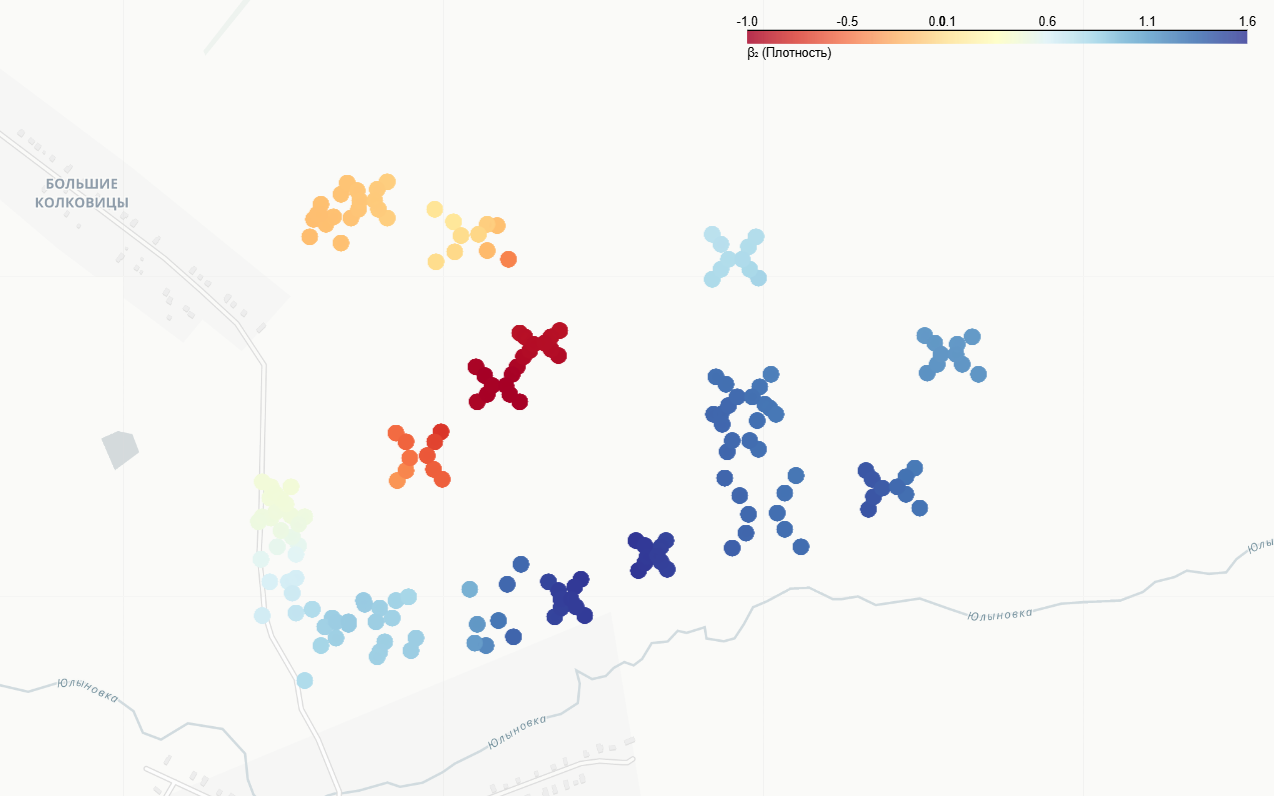 -1.0 -0.5 0.0 0.1 0.6 1.1 1.6
β₂ (Плотность)
БОЛЬШИЕ
КОЛКОВИЦЫ
Юлы
Юлыновка
Юлыновка
Юлыновка